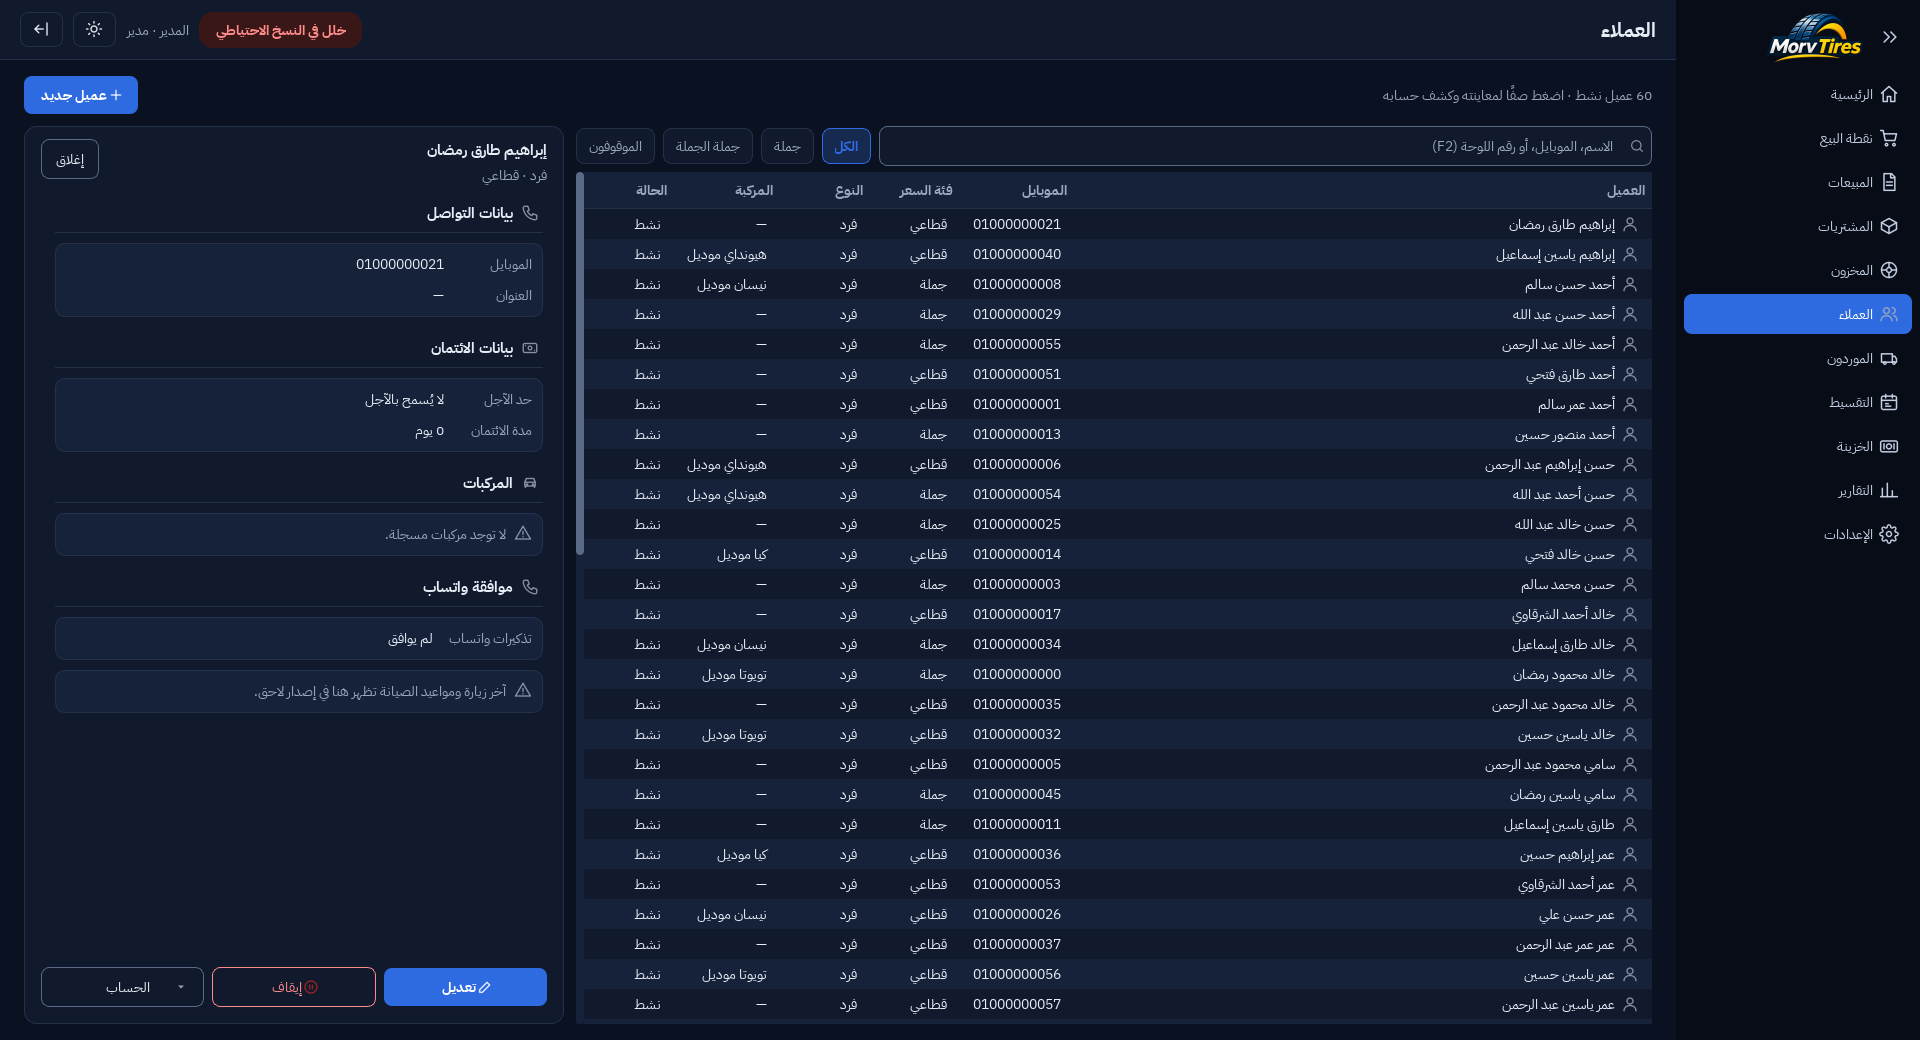 MorvTires
الرئيسية
نقطة البيع
المبيعات
المشتريات
المخزون
العملاء
الموردون
التقسيط
الخزينة
التقارير
الإعدادات
العملاء
خلل في النسخ الاحتياطي
المدير · مدير
60 عميل نشط · اضغط صفًا لمعاينته وكشف حسابه
عميل جديد
الاسم، الموبايل، أو رقم اللوحة (F2)
الكل
جملة
جملة الجملة
الموقوفون
العميل الموبايل فئة السعر النوع المركبة الحالة
إبراهيم طارق رمضان 01000000021 قطاعي فرد — نشط
إبراهيم ياسين إسماعيل 01000000040 قطاعي فرد هيونداي موديل نشط
أحمد حسن سالم 01000000008 جملة فرد نيسان موديل نشط
أحمد حسن عبد الله 01000000029 جملة فرد — نشط
أحمد خالد عبد الرحمن 01000000055 جملة فرد — نشط
أحمد طارق فتحي 01000000051 قطاعي فرد — نشط
أحمد عمر سالم 01000000001 قطاعي فرد — نشط
أحمد منصور حسين 01000000013 جملة فرد — نشط
حسن إبراهيم عبد الرحمن 01000000006 قطاعي فرد هيونداي موديل نشط
حسن أحمد عبد الله 01000000054 جملة فرد هيونداي موديل نشط
حسن خالد عبد الله 01000000025 جملة فرد — نشط
حسن خالد فتحي 01000000014 قطاعي فرد كيا موديل نشط
حسن محمد سالم 01000000003 جملة فرد — نشط
خالد أحمد الشرقاوي 01000000017 قطاعي فرد — نشط
خالد طارق إسماعيل 01000000034 جملة فرد نيسان موديل نشط
خالد محمود رمضان 01000000000 جملة فرد تويوتا موديل نشط
خالد محمود عبد الرحمن 01000000035 قطاعي فرد — نشط
خالد ياسين حسين 01000000032 قطاعي فرد تويوتا موديل نشط
سامي محمود عبد الرحمن 01000000005 قطاعي فرد — نشط
سامي ياسين رمضان 01000000045 جملة فرد — نشط
طارق ياسين إسماعيل 01000000011 جملة فرد — نشط
عمر إبراهيم حسين 01000000036 قطاعي فرد كيا موديل نشط
عمر أحمد الشرقاوي 01000000053 قطاعي فرد — نشط
عمر حسن علي 01000000026 قطاعي فرد نيسان موديل نشط
عمر عمر عبد الرحمن 01000000037 قطاعي فرد — نشط
عمر ياسين حسين 01000000056 قطاعي فرد تويوتا موديل نشط
عمر ياسين عبد الرحمن 01000000057 قطاعي فرد — نشط
إبراهيم طارق رمضان
إغلاق
فرد · قطاعي
بيانات التواصل
الموبايل 01000000021
العنوان —
بيانات الائتمان
حد الآجل لا يُسمح بالآجل
مدة الائتمان 0 يوم
المركبات
لا توجد مركبات مسجلة.
موافقة واتساب
تذكيرات واتساب لم يوافق
آخر زيارة ومواعيد الصيانة تظهر هنا في إصدار لاحق.
تعديل
إيقاف
الحساب